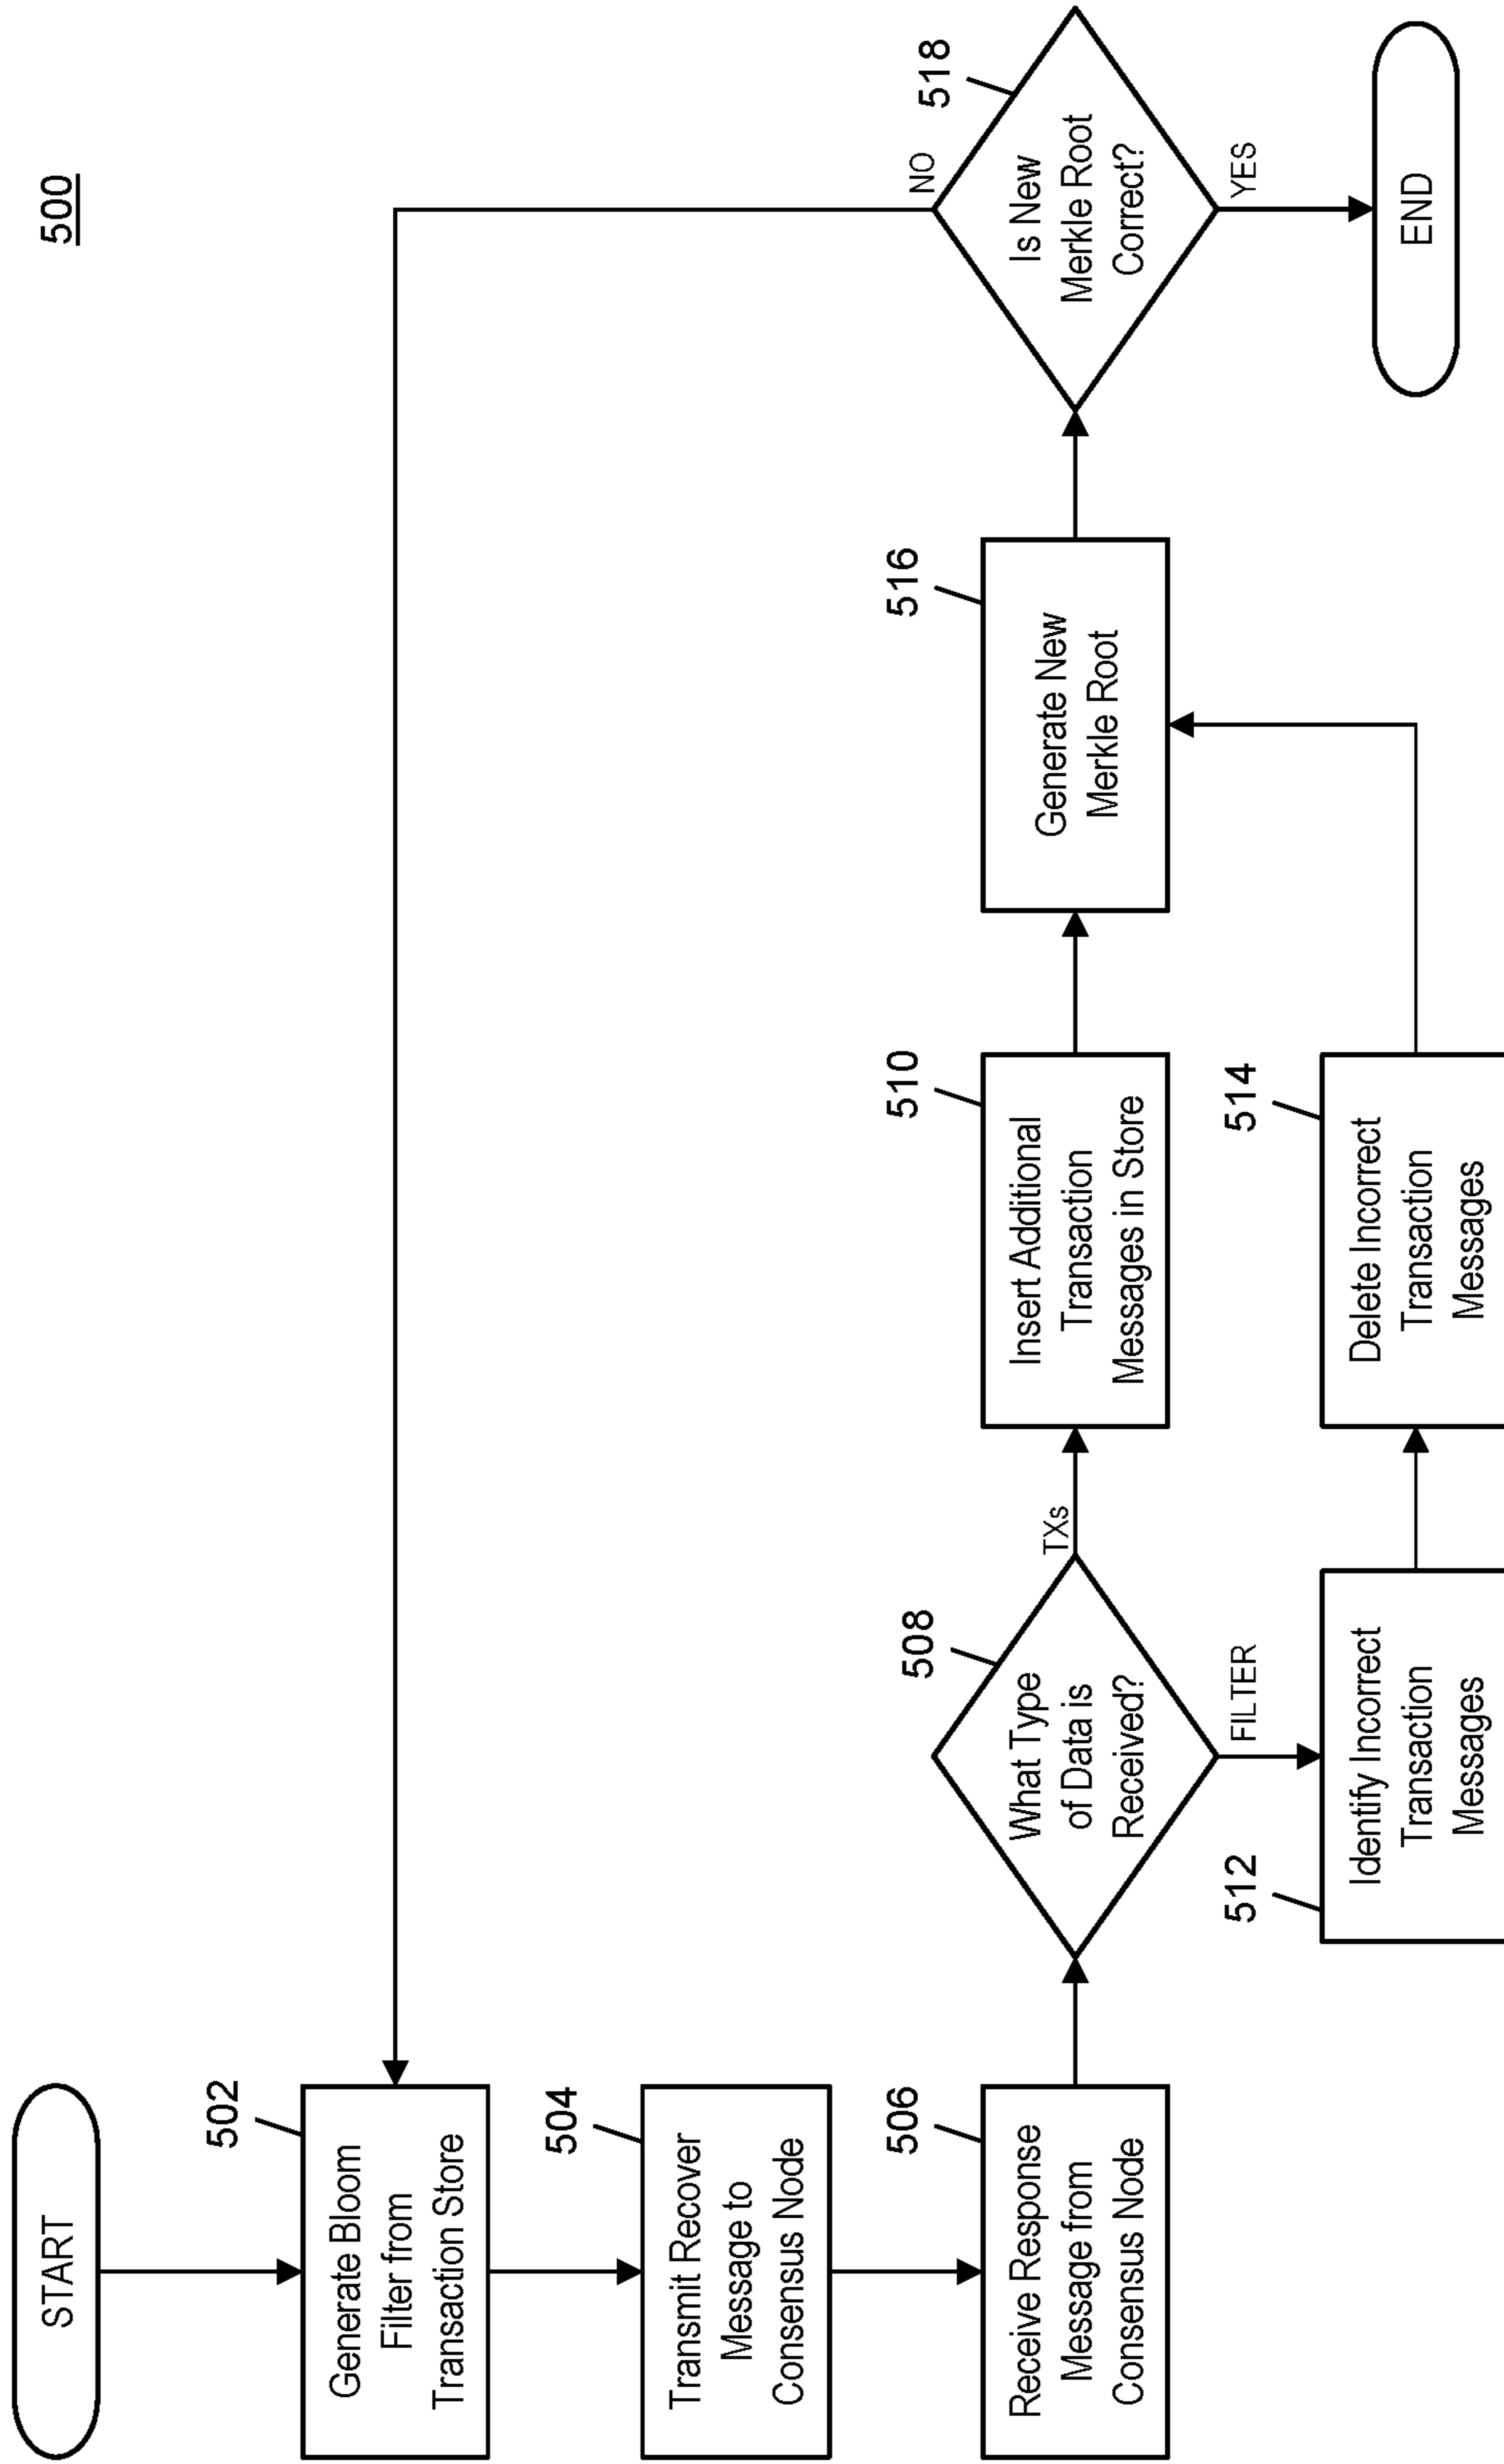 500
START
502
Generate Bloom
Filter from
Transaction Store
504
Transmit Recover
Message to
Consensus Node
506
Receive Response
Message from
Consensus Node
508
What Type
of Data is
Received?
TXs
FILTER
510
Insert Additional
Transaction
Messages in Store
512
Identify Incorrect
Transaction
Messages
514
Delete Incorrect
Transaction
Messages
516
Generate New
Merkle Root
518
Is New
Merkle Root
Correct?
NO
YES
END